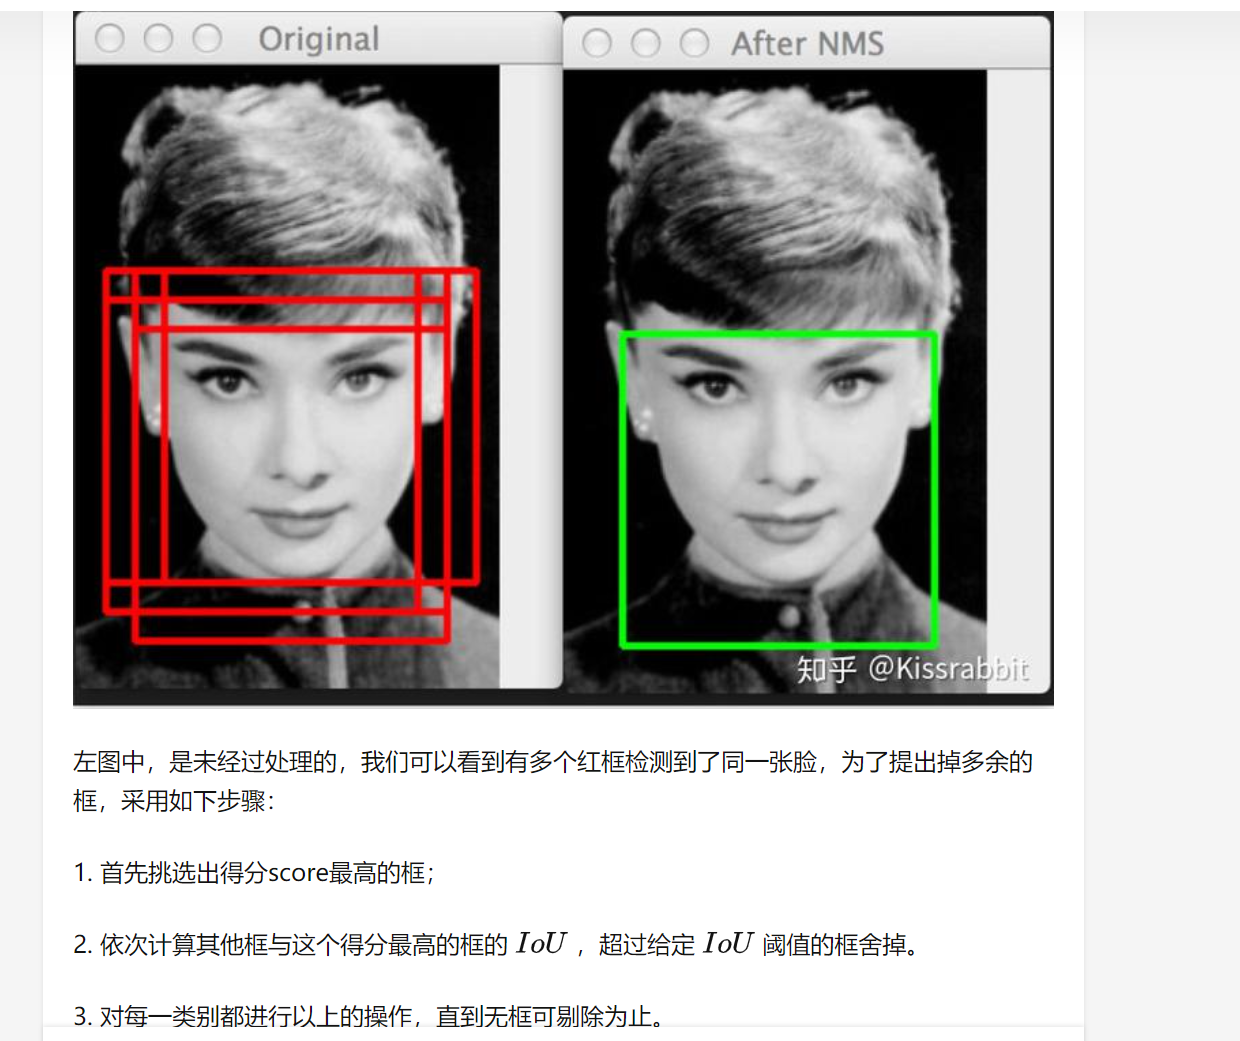 Original
After NMS
知乎 @Kissrabbit
左图中，是未经过处理的，我们可以看到有多个红框检测到了同一张脸，为了提出掉多余的
框，采用如下步骤：
1. 首先挑选出得分score最高的框；
2. 依次计算其他框与这个得分最高的框的 IoU ，超过给定 IoU 阈值的框舍掉。
3. 对每一类别都进行以上的操作，直到无框可剔除为止。